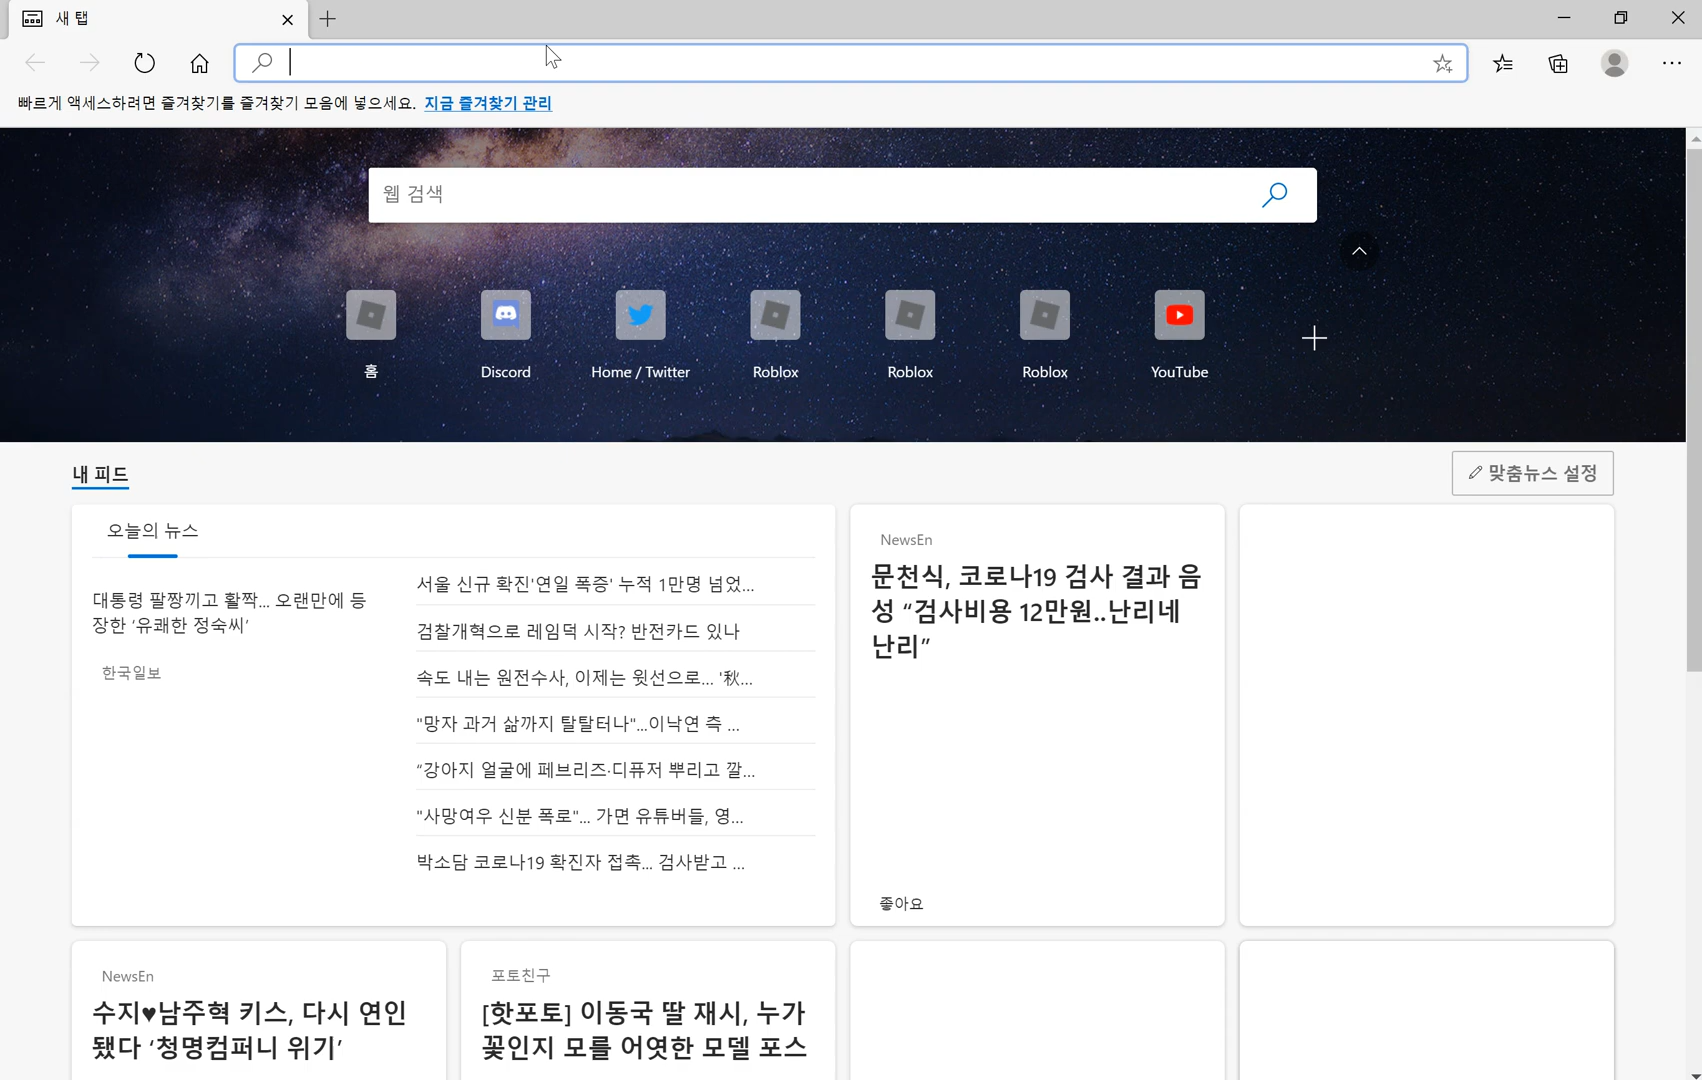 새 탭
빠르게 액세스하려면 즐겨찾기를 즐겨찾기 모음에 넣으세요. 지금 즐겨찾기 관리
웹 검색
홈
Discord
Home / Twitter
Roblox
Roblox
Roblox
YouTube
내 피드
맞춤뉴스 설정
오늘의 뉴스
대통령 팔짱끼고 활짝... 오랜만에 등
장한 ‘유쾌한 정숙씨’
한국일보
서울 신규 확진'연일 폭증' 누적 1만명 넘었...
검찰개혁으로 레임덕 시작? 반전카드 있나
속도 내는 원전수사, 이제는 윗선으로... '秋...
"망자 과거 삶까지 탈탈터나"...이낙연 측 ...
“강아지 얼굴에 페브리즈·디퓨저 뿌리고 깔...
"사망여우 신분 폭로"... 가면 유튜버들, 영...
박소담 코로나19 확진자 접촉... 검사받고 ...
NewsEn
문천식, 코로나19 검사 결과 음
성 “검사비용 12만원..난리네
난리”
좋아요
NewsEn
수지♥남주혁 키스, 다시 연인
됐다 ‘청명컴퍼니 위기’
포토친구
[핫포토] 이동국 딸 재시, 누가
꽃인지 모를 어엿한 모델 포스